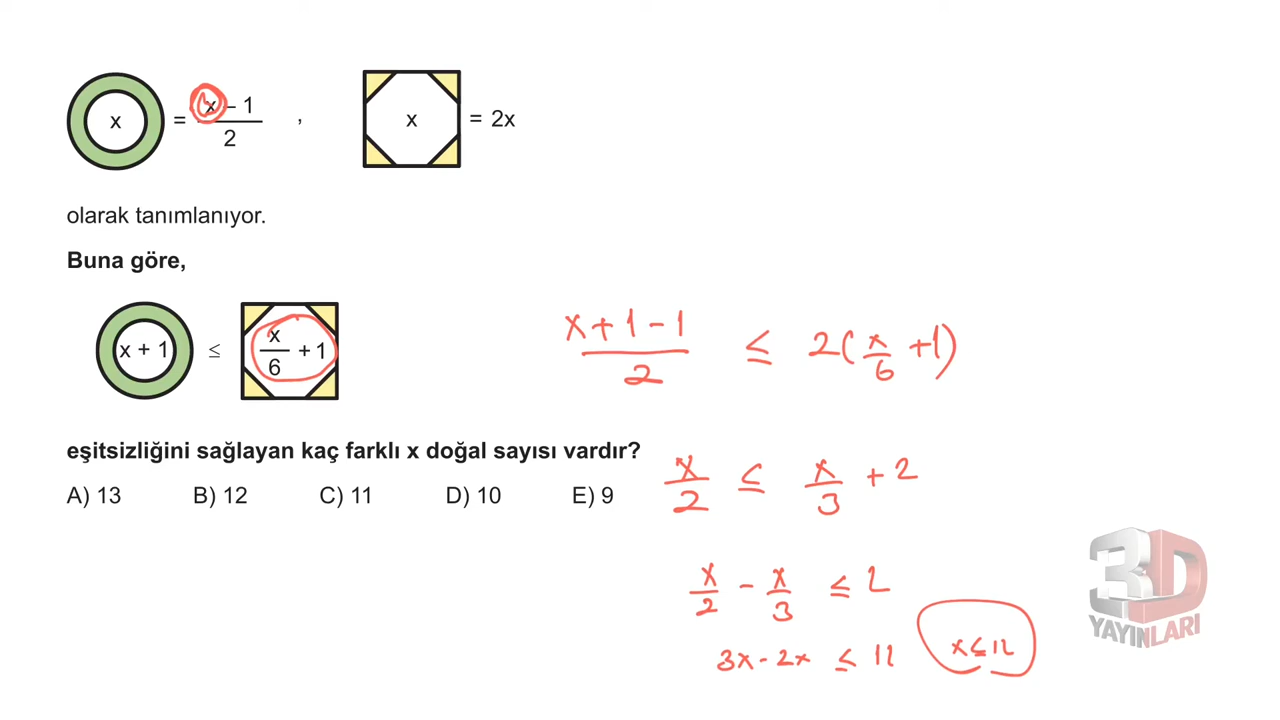 x = x – 1 / 2 , x = 2x
olarak tanımlanıyor.
Buna göre,
x + 1 ≤ x/6 + 1
x + 1 – 1 / 2 ≤ 2(x/6 + 1)
eşitsizliğini sağlayan kaç farklı x doğal sayısı vardır?
A) 13 B) 12 C) 11 D) 10 E) 9
x/2 ≤ x/3 + 2
x/2 – x/3 ≤ 2
3x – 2x ≤ 12
x ≤ 12
3D
YAYINLARI